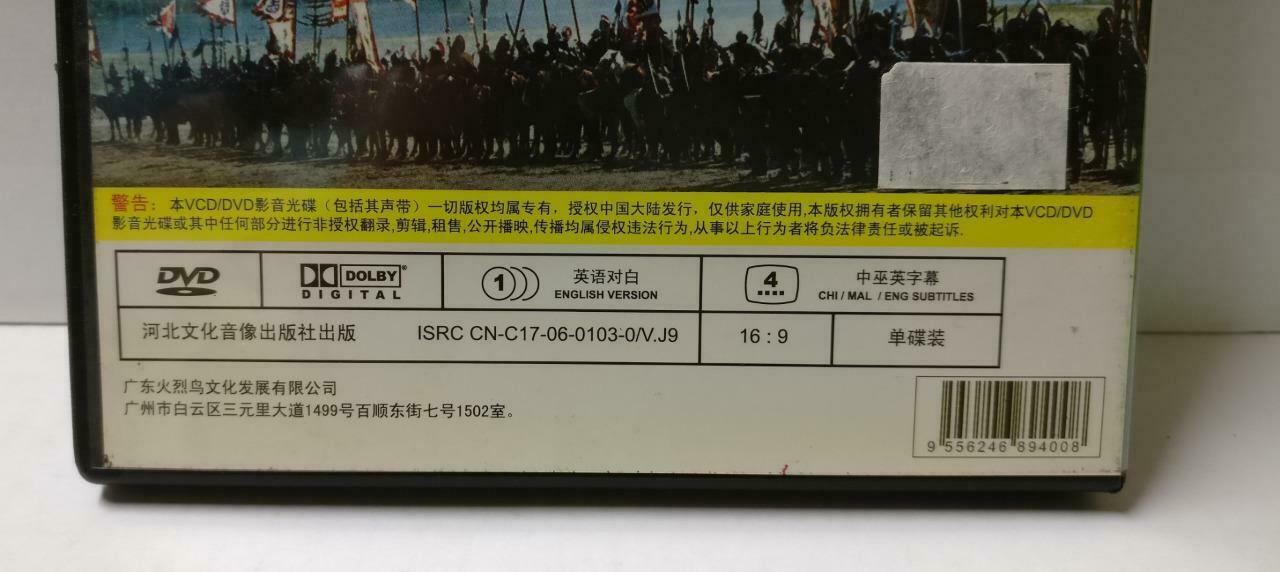 警告：本VCD/DVD影音光碟（包括其声带）一切版权均属专有，授权中国大陆发行，仅供家庭使用,本版权拥有者保留其他权利对本VCD/DVD
影音光碟或其中任何部分进行非授权翻录,剪辑,租售,公开播映,传播均属侵权违法行为,从事以上行为者将负法律责任或被起诉.
DVD
DOLBY
DIGITAL
1
英语对白
ENGLISH VERSION
4
中巫英字幕
CHI / MAL / ENG SUBTITLES
河北文化音像出版社出版 ISRC CN-C17-06-0103-0/V.J9
16 : 9
单碟装
广东火烈鸟文化发展有限公司
广州市白云区三元里大道1499号百顺东街七号1502室。
9 556246 894008